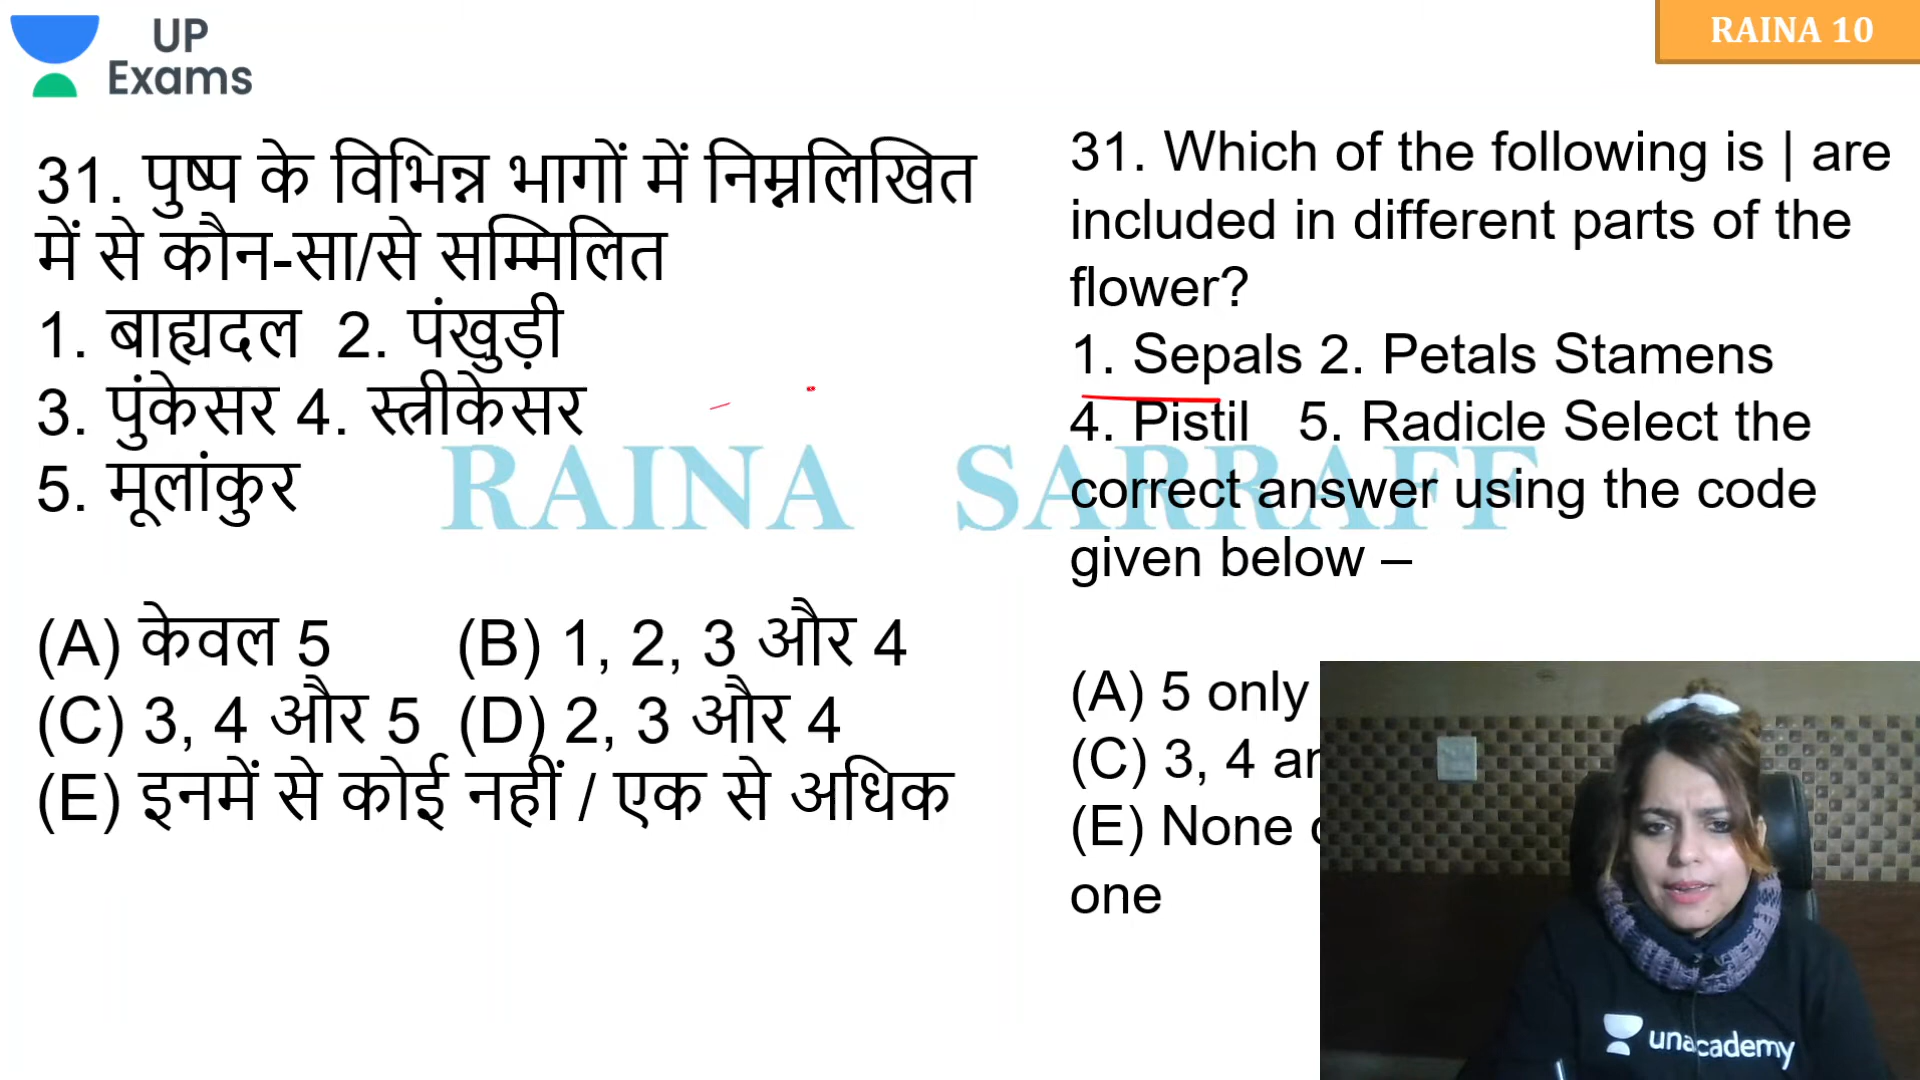 UP
Exams
RAINA 10
31. पुष्प के विभिन्न भागों में निम्नलिखित
में से कौन-सा/से सम्मिलित
1. बाह्यदल 2. पंखुड़ी
3. पुंकेसर 4. स्त्रीकेसर
5. मूलांकुर
(A) केवल 5 (B) 1, 2, 3 और 4
(C) 3, 4 और 5 (D) 2, 3 और 4
(E) इनमें से कोई नहीं / एक से अधिक
31. Which of the following is | are
included in different parts of the
flower?
1. Sepals 2. Petals Stamens
4. Pistil 5. Radicle Select the
correct answer using the code
given below –
(A) 5 only
(C) 3, 4
(E) None
one
RAINA SARRAFF
unacademy